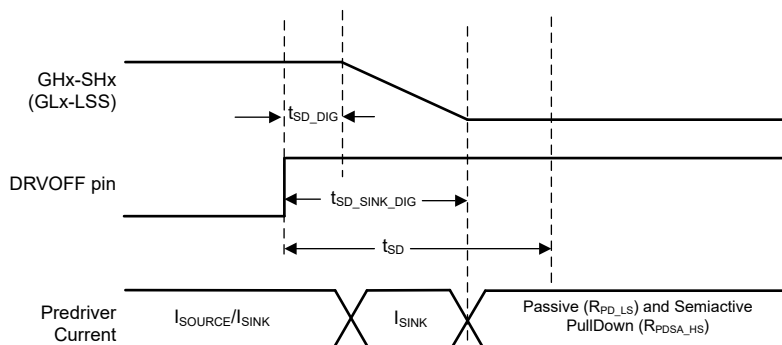 GHx-SHx
(GLx-LSS)
tSD_DIG
DRVOFF pin
tSD_SINK_DIG
tSD
Predriver
Current
ISOURCE/ISINK
ISINK
Passive (RPD_LS) and Semiactive
PullDown (RPDSA_HS)